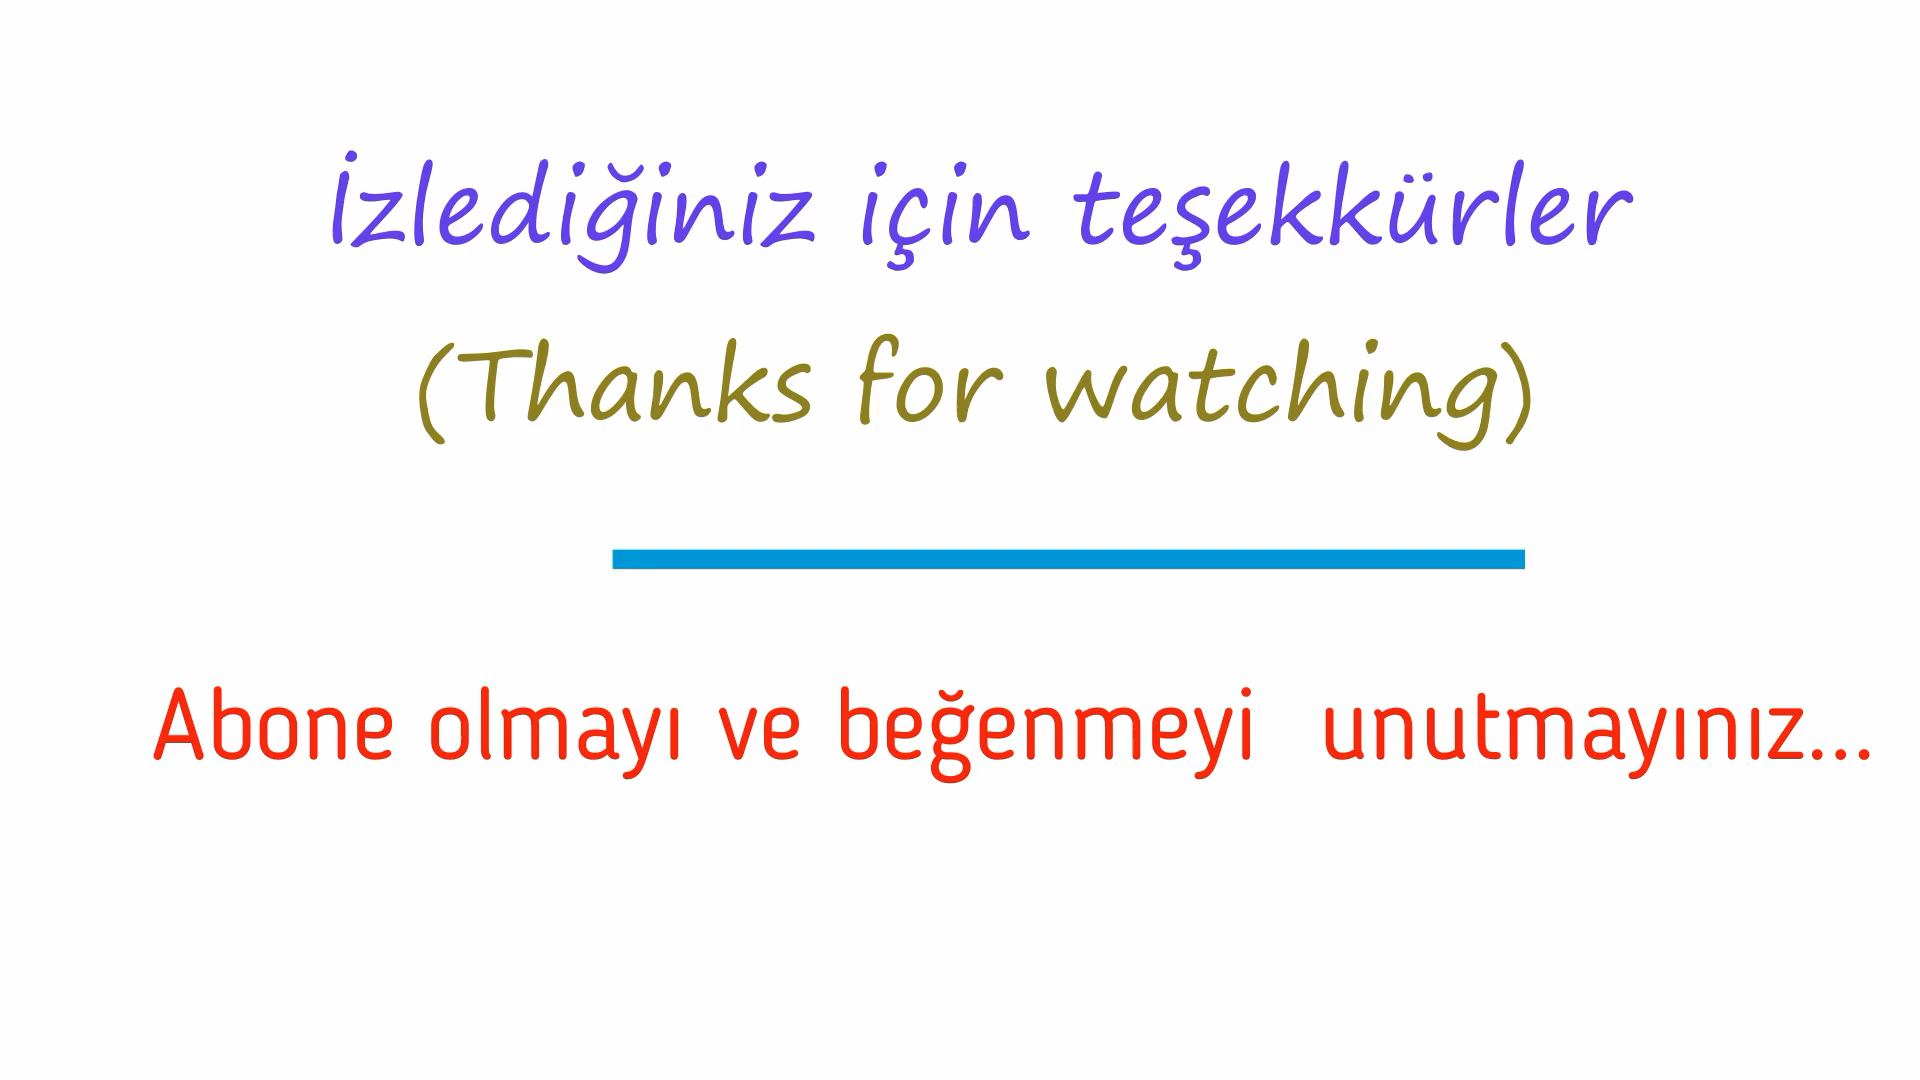 İzlediğiniz için teşekkürler
(Thanks for watching)
Abone olmayı ve beğenmeyi unutmayınız...